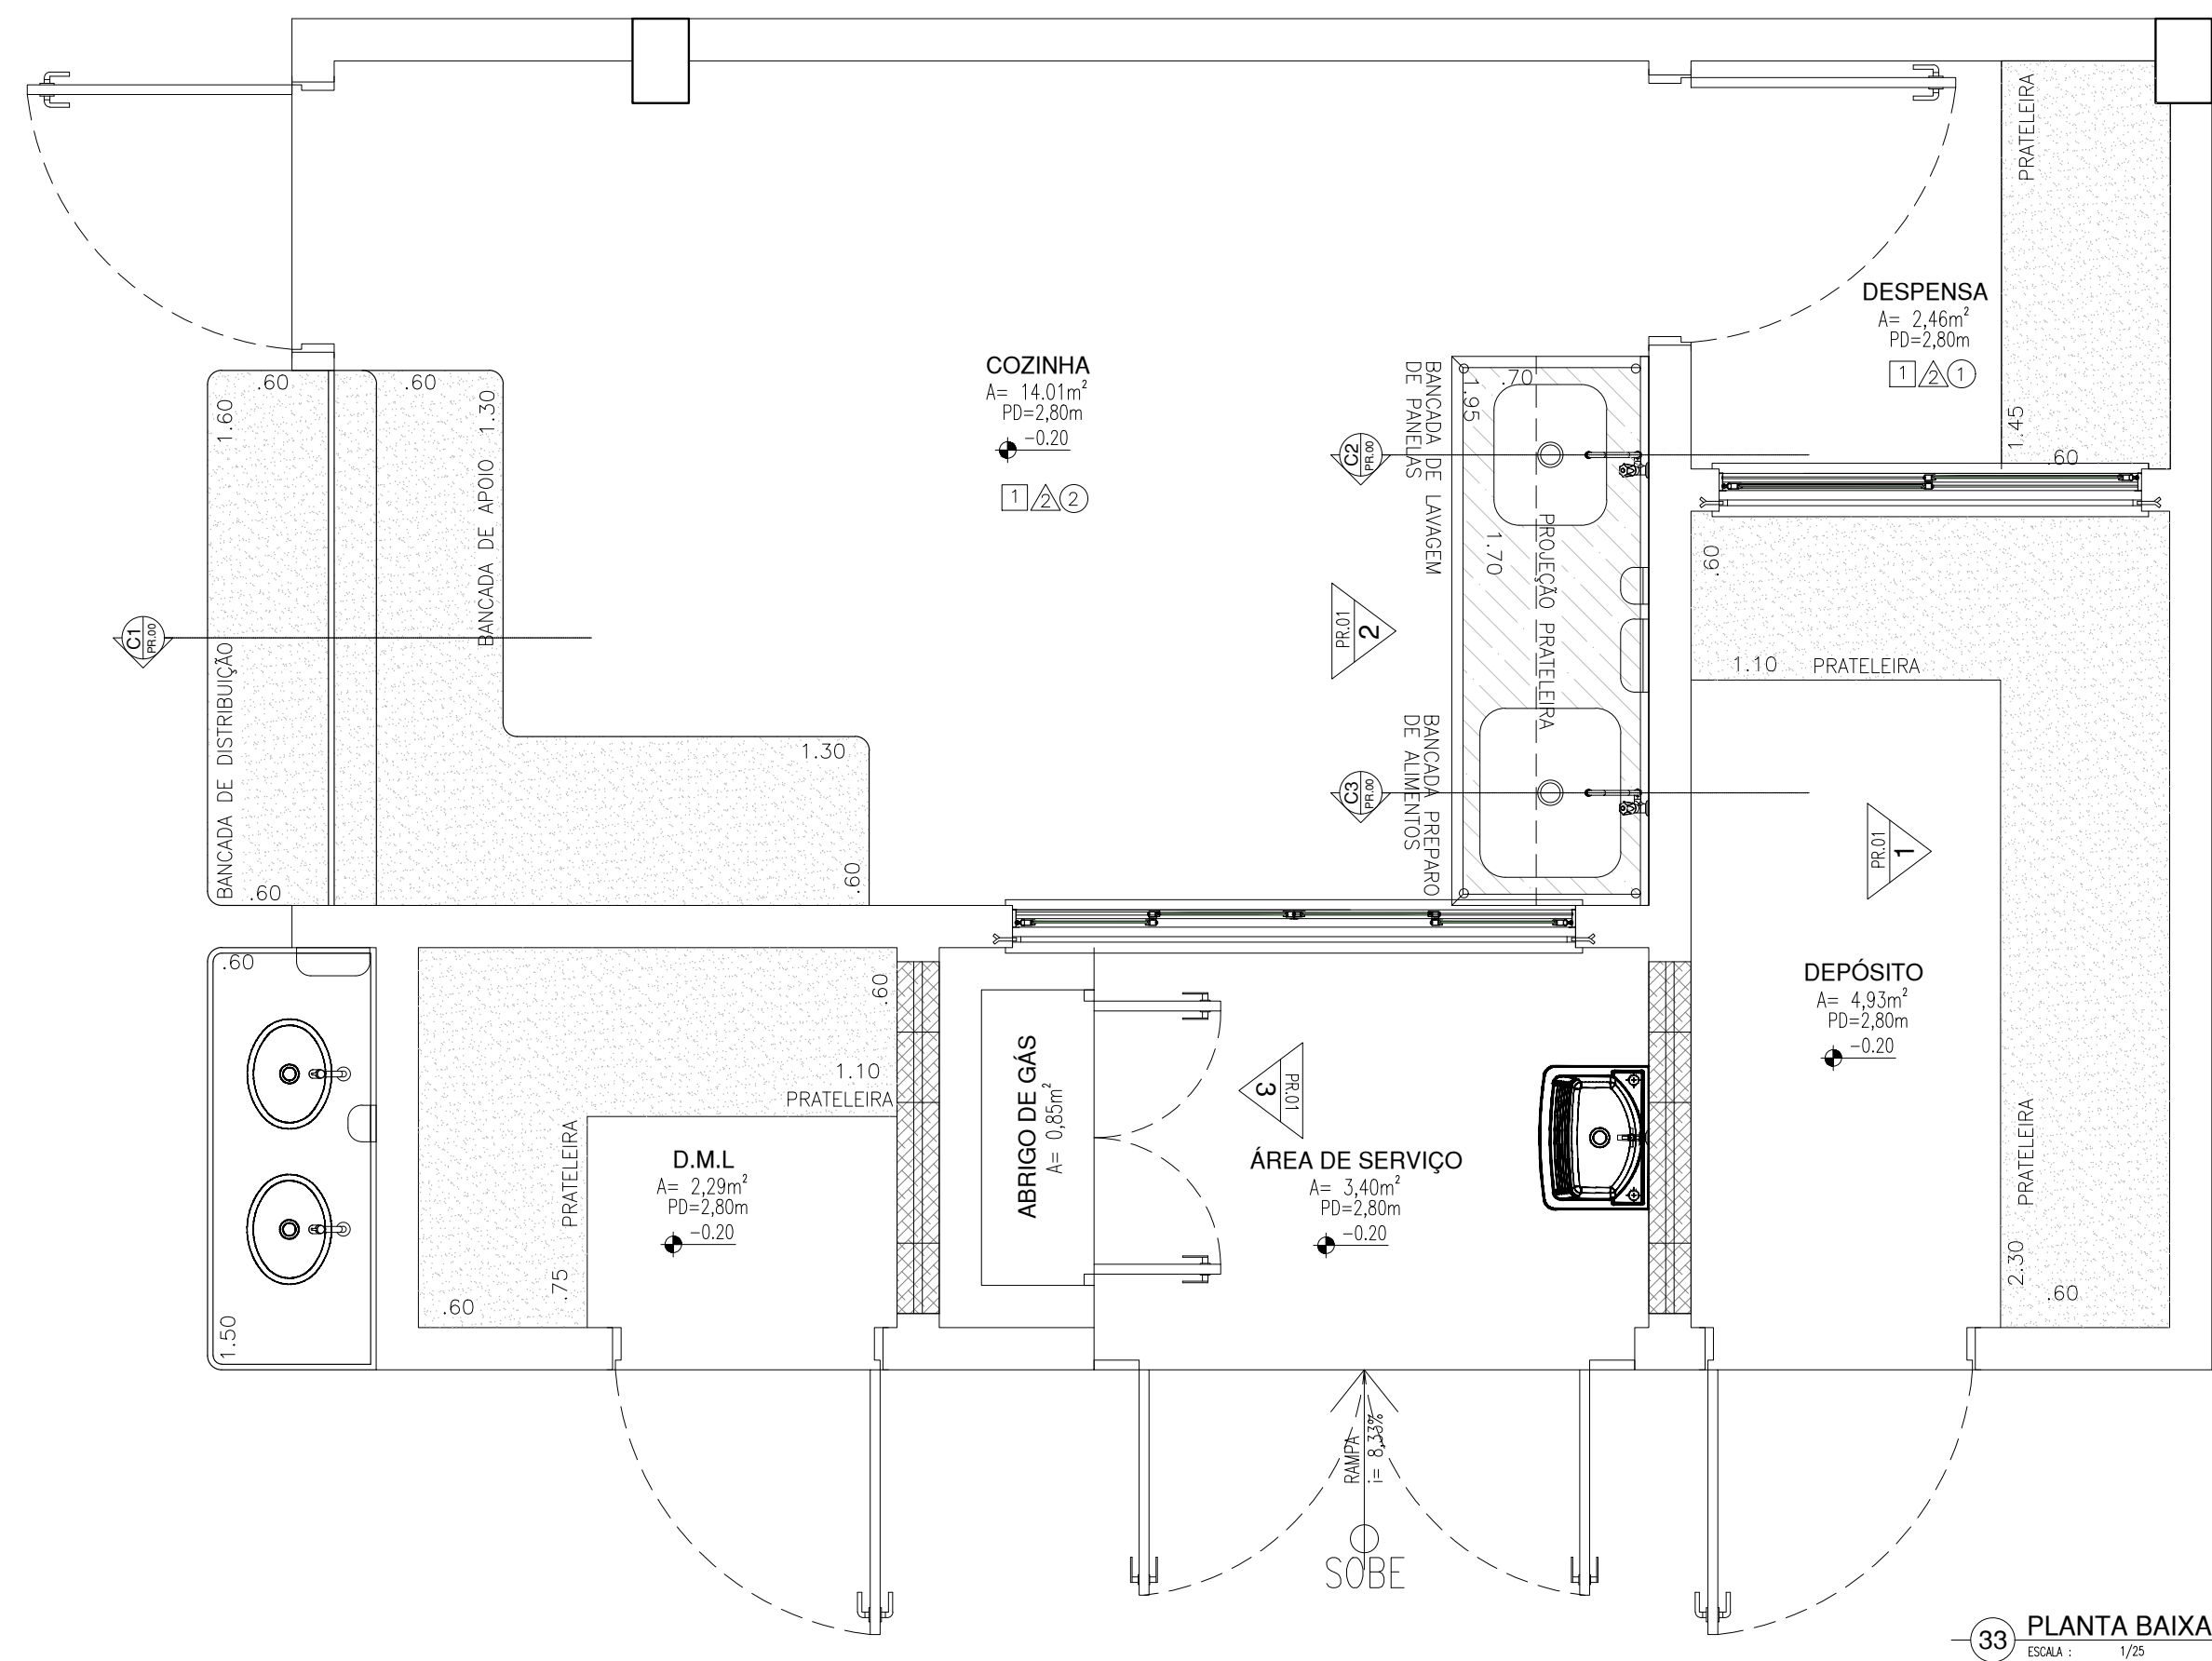 PRATELEIRA
DESPENSA
A= 2,46m²
PD=2,80m
1 2 1
1.45
.60
COZINHA
A= 14.01m²
PD=2,80m
-0.20
1 2 2
.60
.60
1.60
1.30
BANCADA DE APOIO
BANCADA DE DISTRIBUIÇÃO
1.30
.60
.60
C1
PR.00
BANCADA DE LAVAGEM
DE PANELAS
1.95
.70
1.70
PROJEÇÃO PRATELEIRA
C2
PR.00
PR.01
2
C3
PR.00
BANCADA PREPARO
DE ALIMENTOS
.60
1.10 PRATELEIRA
PR.01
1
DEPÓSITO
A= 4,93m²
PD=2,80m
-0.20
PRATELEIRA
2.30
.60
.60
1.50
.60
1.10
PRATELEIRA
PRATELEIRA
D.M.L
A= 2,29m²
PD=2,80m
-0.20
.75
.60
ABRIGO DE GÁS
A= 0,85m²
PR.01
3
ÁREA DE SERVIÇO
A= 3,40m²
PD=2,80m
-0.20
RAMPA
i= 8,33%
SOBE
33 PLANTA BAIXA
ESCALA : 1/25